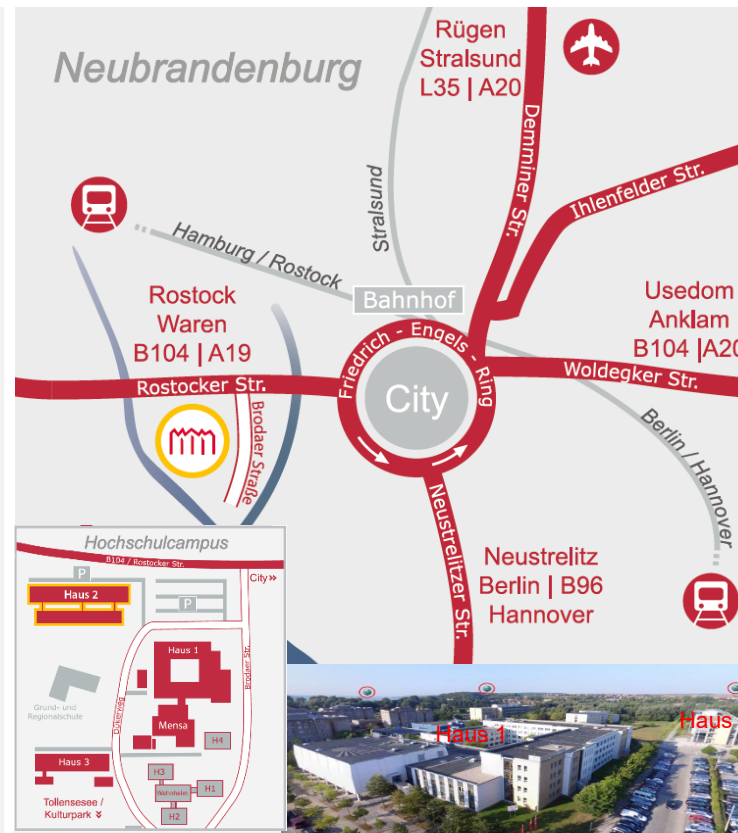 Neubrandenburg
Rügen
Stralsund
L35 | A20
Demminer Str.
Ihlenfelder Str.
Stralsund
Hamburg / Rostock
Bahnhof
Rostock
Waren
B104 | A19
Usedom
Anklam
B104 |A20
Friedrich - Engels - Ring
City
Rostocker Str.
Woldegker Str.
Brodaer Straße
Berlin / Hannover
Neustrelitzer Str.
Neustrelitz
Berlin | B96
Hannover
Hochschulcampus
B104 / Rostocker Str.
P
City »
Haus 2
P
Haus 1
Brodaer Str.
Grund- und
Regionalschule
Mensa
H4
Haus 3
H3
H1
Wohnheim
H2
Tollensesee /
Kulturpark
Haus 1
Haus